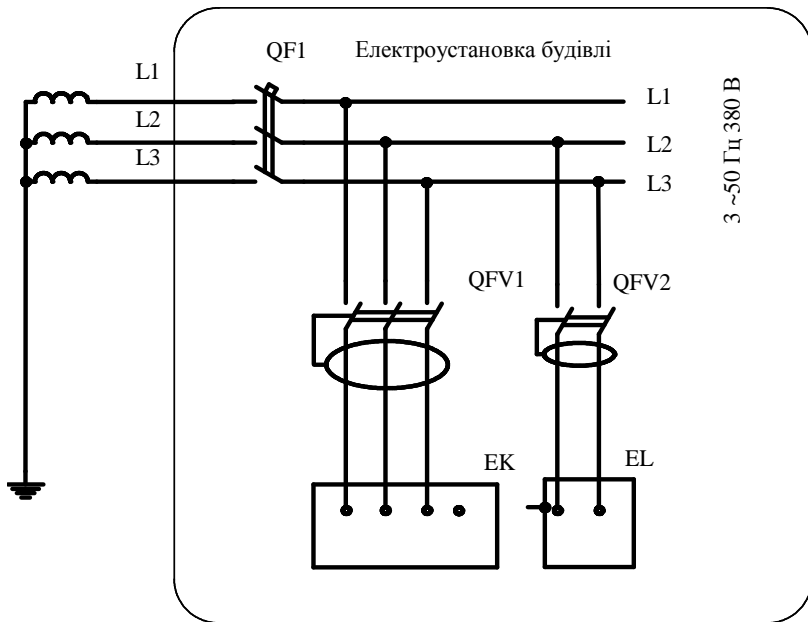 QF1
Електроустановка будівлі
L1
L1
L2
L2
L3
L3
3 ~50 Гц 380 В
QFV1
QFV2
EK
EL